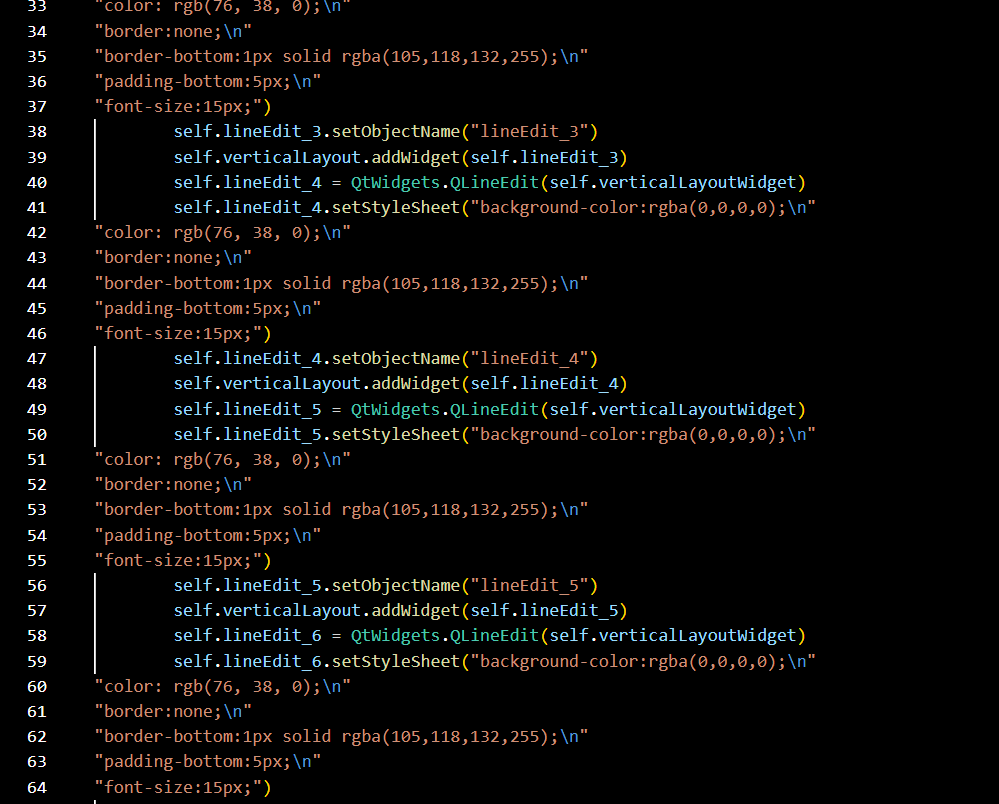 33 "color: rgb(76, 38, 0);\n"
34 "border:none;\n"
35 "border-bottom:1px solid rgba(105,118,132,255);\n"
36 "padding-bottom:5px;\n"
37 "font-size:15px;")
38 self.lineEdit_3.setObjectName("lineEdit_3")
39 self.verticalLayout.addWidget(self.lineEdit_3)
40 self.lineEdit_4 = QtWidgets.QLineEdit(self.verticalLayoutWidget)
41 self.lineEdit_4.setStyleSheet("background-color:rgba(0,0,0,0);\n"
42 "color: rgb(76, 38, 0);\n"
43 "border:none;\n"
44 "border-bottom:1px solid rgba(105,118,132,255);\n"
45 "padding-bottom:5px;\n"
46 "font-size:15px;")
47 self.lineEdit_4.setObjectName("lineEdit_4")
48 self.verticalLayout.addWidget(self.lineEdit_4)
49 self.lineEdit_5 = QtWidgets.QLineEdit(self.verticalLayoutWidget)
50 self.lineEdit_5.setStyleSheet("background-color:rgba(0,0,0,0);\n"
51 "color: rgb(76, 38, 0);\n"
52 "border:none;\n"
53 "border-bottom:1px solid rgba(105,118,132,255);\n"
54 "padding-bottom:5px;\n"
55 "font-size:15px;")
56 self.lineEdit_5.setObjectName("lineEdit_5")
57 self.verticalLayout.addWidget(self.lineEdit_5)
58 self.lineEdit_6 = QtWidgets.QLineEdit(self.verticalLayoutWidget)
59 self.lineEdit_6.setStyleSheet("background-color:rgba(0,0,0,0);\n"
60 "color: rgb(76, 38, 0);\n"
61 "border:none;\n"
62 "border-bottom:1px solid rgba(105,118,132,255);\n"
63 "padding-bottom:5px;\n"
64 "font-size:15px;")